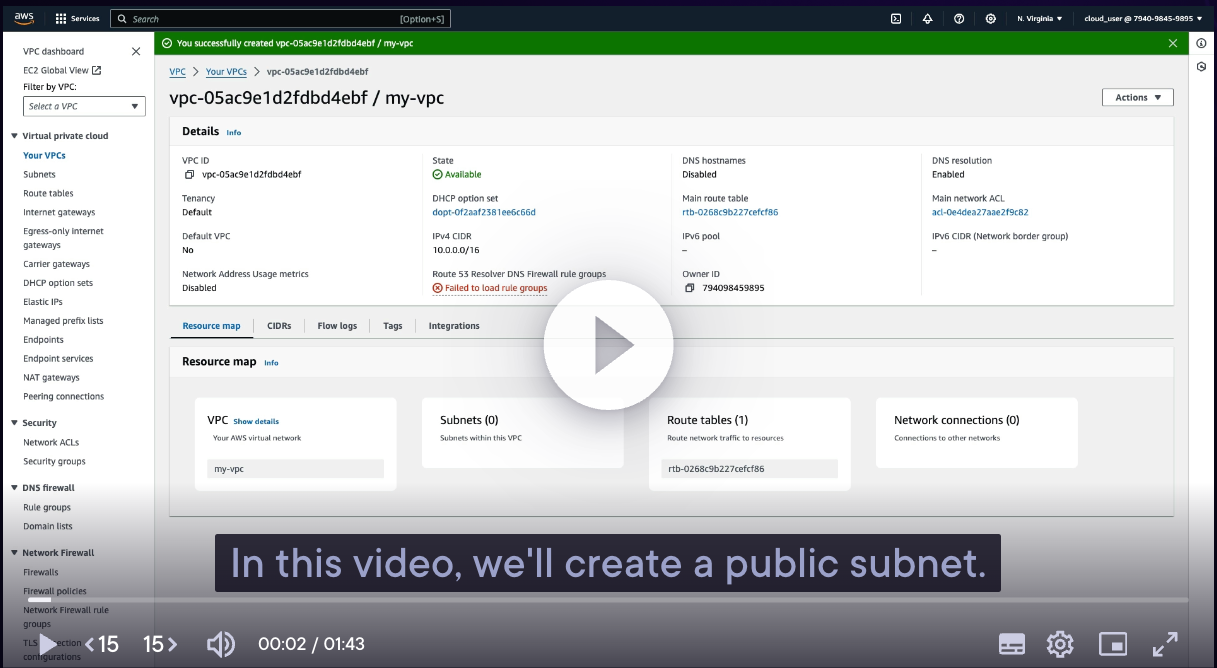 aws
Services
Search
[Option+S]
N. Virginia
cloud_user @ 7940-9845-9895
VPC dashboard
EC2 Global View
Filter by VPC:
Select a VPC
Virtual private cloud
Your VPCs
Subnets
Route tables
Internet gateways
Egress-only internet
gateways
Carrier gateways
DHCP option sets
Elastic IPs
Managed prefix lists
Endpoints
Endpoint services
NAT gateways
Peering connections
Security
Network ACLs
Security groups
DNS firewall
Rule groups
Domain lists
Network Firewall
Firewalls
Firewall policies
Network Firewall rule
groups
configurations
You successfully created vpc-05ac9e1d2fdbd4ebf / my-vpc
VPC > Your VPCs > vpc-05ac9e1d2fdbd4ebf
vpc-05ac9e1d2fdbd4ebf / my-vpc
Actions
Details Info
VPC ID
vpc-05ac9e1d2fdbd4ebf
State
Available
DNS hostnames
Disabled
DNS resolution
Enabled
Tenancy
Default
DHCP option set
dopt-0f2aaf2381ee6c66d
Main route table
rtb-0268c9b227cefcf86
Main network ACL
acl-0e4dea27aae2f9c82
Default VPC
No
IPv4 CIDR
10.0.0.0/16
IPv6 pool
–
IPv6 CIDR (Network border group)
–
Network Address Usage metrics
Disabled
Route 53 Resolver DNS Firewall rule groups
Failed to load rule groups
Owner ID
794098459895
Resource map
CIDRs
Flow logs
Tags
Integrations
Resource map Info
VPC Show details
Your AWS virtual network
my-vpc
Subnets (0)
Subnets within this VPC
Route tables (1)
Route network traffic to resources
rtb-0268c9b227cefcf86
Network connections (0)
Connections to other networks
In this video, we'll create a public subnet.
15
15
00:02 / 01:43